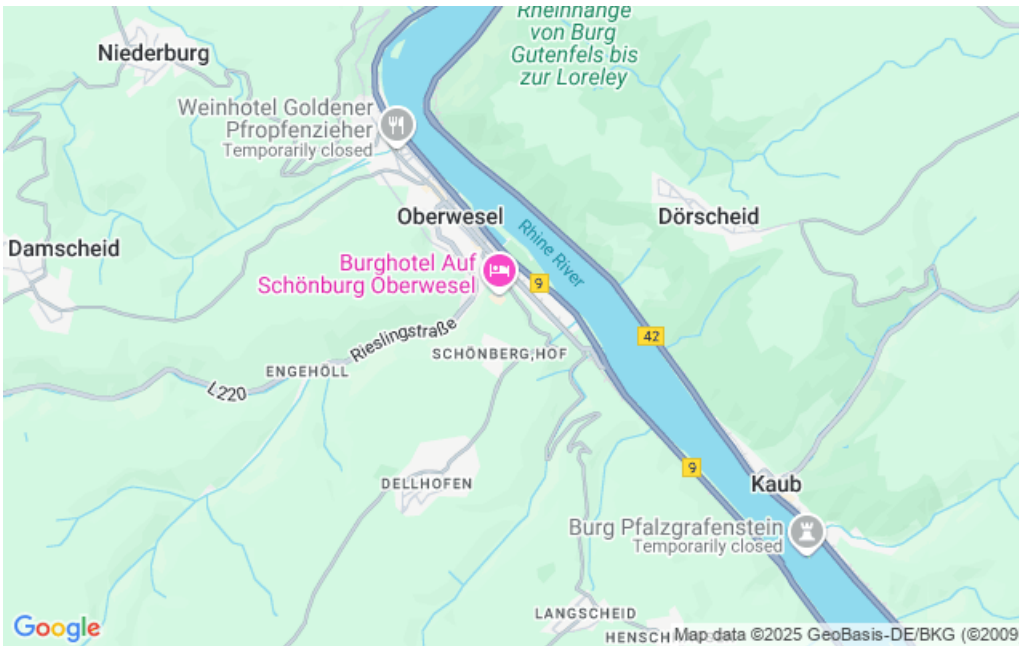 Rheinhänge
von Burg
Gutenfels bis
zur Loreley
Niederburg
Weinhotel Goldener
Pfropfenzieher
Temporarily closed
Oberwesel
Dörscheid
Rhine River
Damscheid
Burghotel Auf
Schönburg Oberwesel
9
Rieslingstraße
42
SCHÖNBERG,HOF
ENGEHÖLL
L220
9
DELLHOFEN
Kaub
Burg Pfalzgrafenstein
Temporarily closed
LANGSCHEID
Google
HENSCH
Map data ©2025 GeoBasis-DE/BKG (©2009